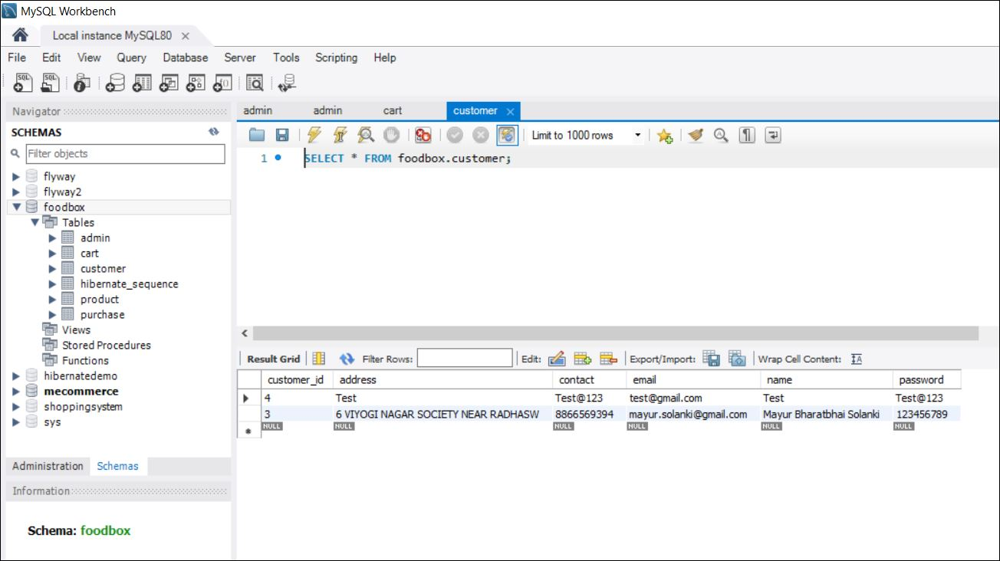 MySQL Workbench
Local instance MySQL80
File Edit View Query Database Server Tools Scripting Help
SQL SQL
Navigator
SCHEMAS
Filter objects
flyway
flyway2
foodbox
Tables
admin
cart
customer
hibernate_sequence
product
purchase
Views
Stored Procedures
Functions
hibernatedemo
mecommerce
shoppingsystem
sys
Administration Schemas
Information
Schema: foodbox
admin admin cart customer
Limit to 1000 rows
1 SELECT * FROM foodbox.customer;
Result Grid Filter Rows: Edit: Export/Import: Wrap Cell Content:
customer_id address contact email name password
4 Test Test@123 test@gmail.com Test Test@123
3 6 VIYOGI NAGAR SOCIETY NEAR RADHASW 8866569394 mayur.solanki@gmail.com Mayur Bharatbhai Solanki 123456789
NULL NULL NULL NULL NULL NULL